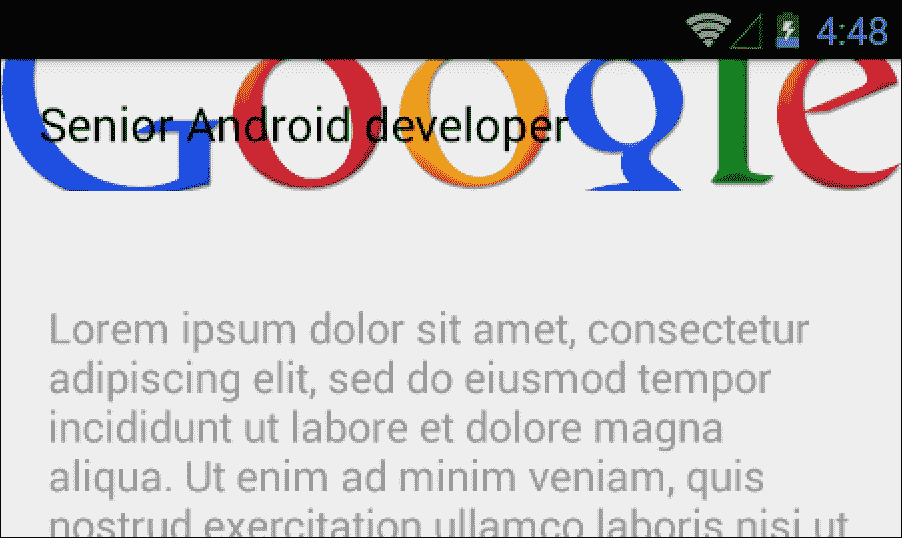 4:48
Google
Senior Android developer
Lorem ipsum dolor sit amet, consectetur
adipiscing elit, sed do eiusmod tempor
incididunt ut labore et dolore magna
aliqua. Ut enim ad minim veniam, quis
nostrud exercitation ullamco laboris nisi ut